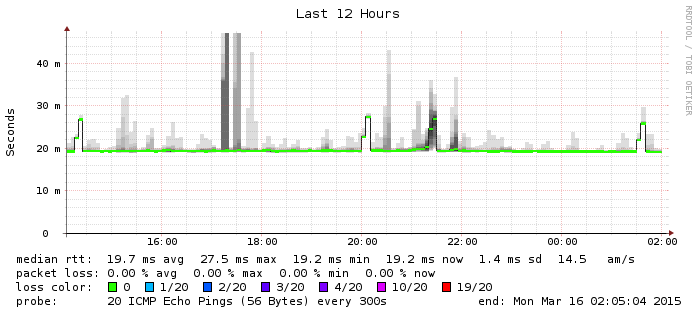 Last 12 Hours
RRDTOOL / TOBI OETIKER
Seconds
40 m
30 m
20 m
10 m
0
16:00 18:00 20:00 22:00 00:00 02:00
median rtt: 19.7 ms avg 27.5 ms max 19.2 ms min 19.2 ms now 1.4 ms sd 14.5 am/s
packet loss: 0.00 % avg 0.00 % max 0.00 % min 0.00 % now
loss color: 0 1/20 2/20 3/20 4/20 10/20 19/20
probe: 20 ICMP Echo Pings (56 Bytes) every 300s end: Mon Mar 16 02:05:04 2015